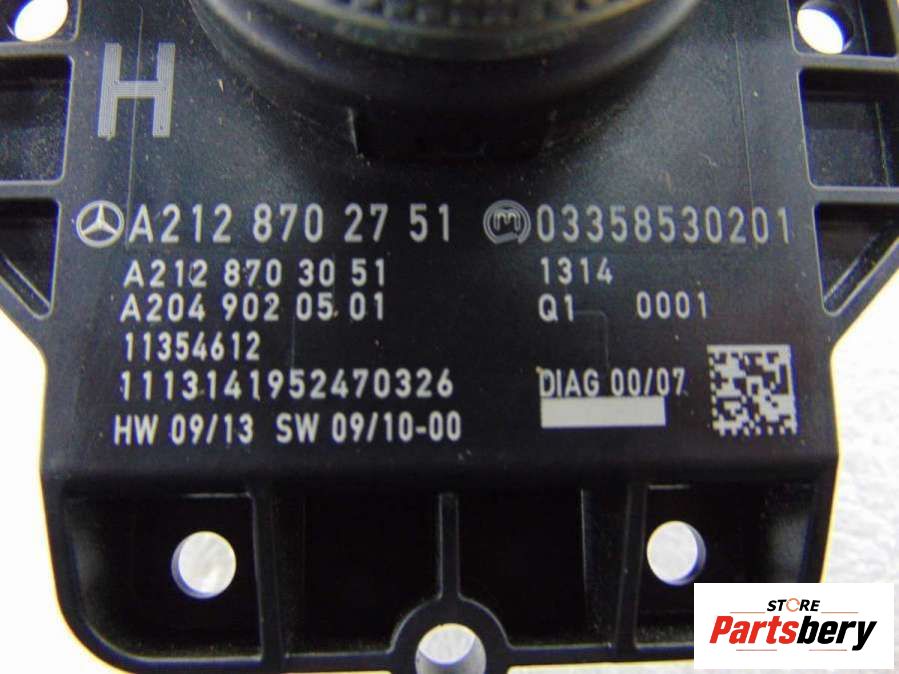 H
A212 870 27 51 M 03358530201
A212 870 30 51 1314
A204 902 05 01 Q1 0001
11354612
1113141952470326 DIAG 00/07
HW 09/13 SW 09/10-00
STORE
Partsbery